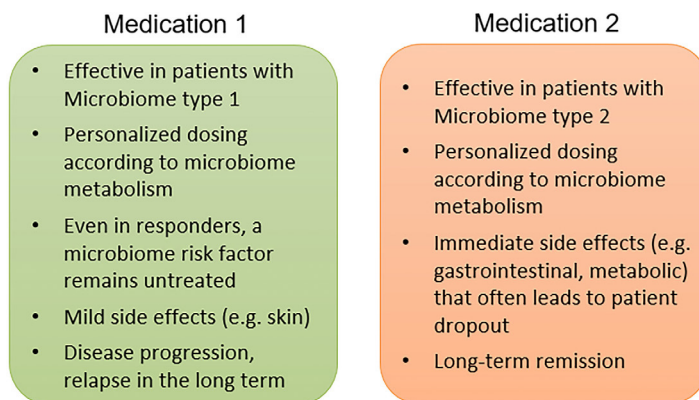 Medication 1
• Effective in patients with
Microbiome type 1
• Personalized dosing
according to microbiome
metabolism
• Even in responders, a
microbiome risk factor
remains untreated
• Mild side effects (e.g. skin)
• Disease progression,
relapse in the long term
Medication 2
• Effective in patients with
Microbiome type 2
• Personalized dosing
according to microbiome
metabolism
• Immediate side effects (e.g.
gastrointestinal, metabolic)
that often leads to patient
dropout
• Long-term remission